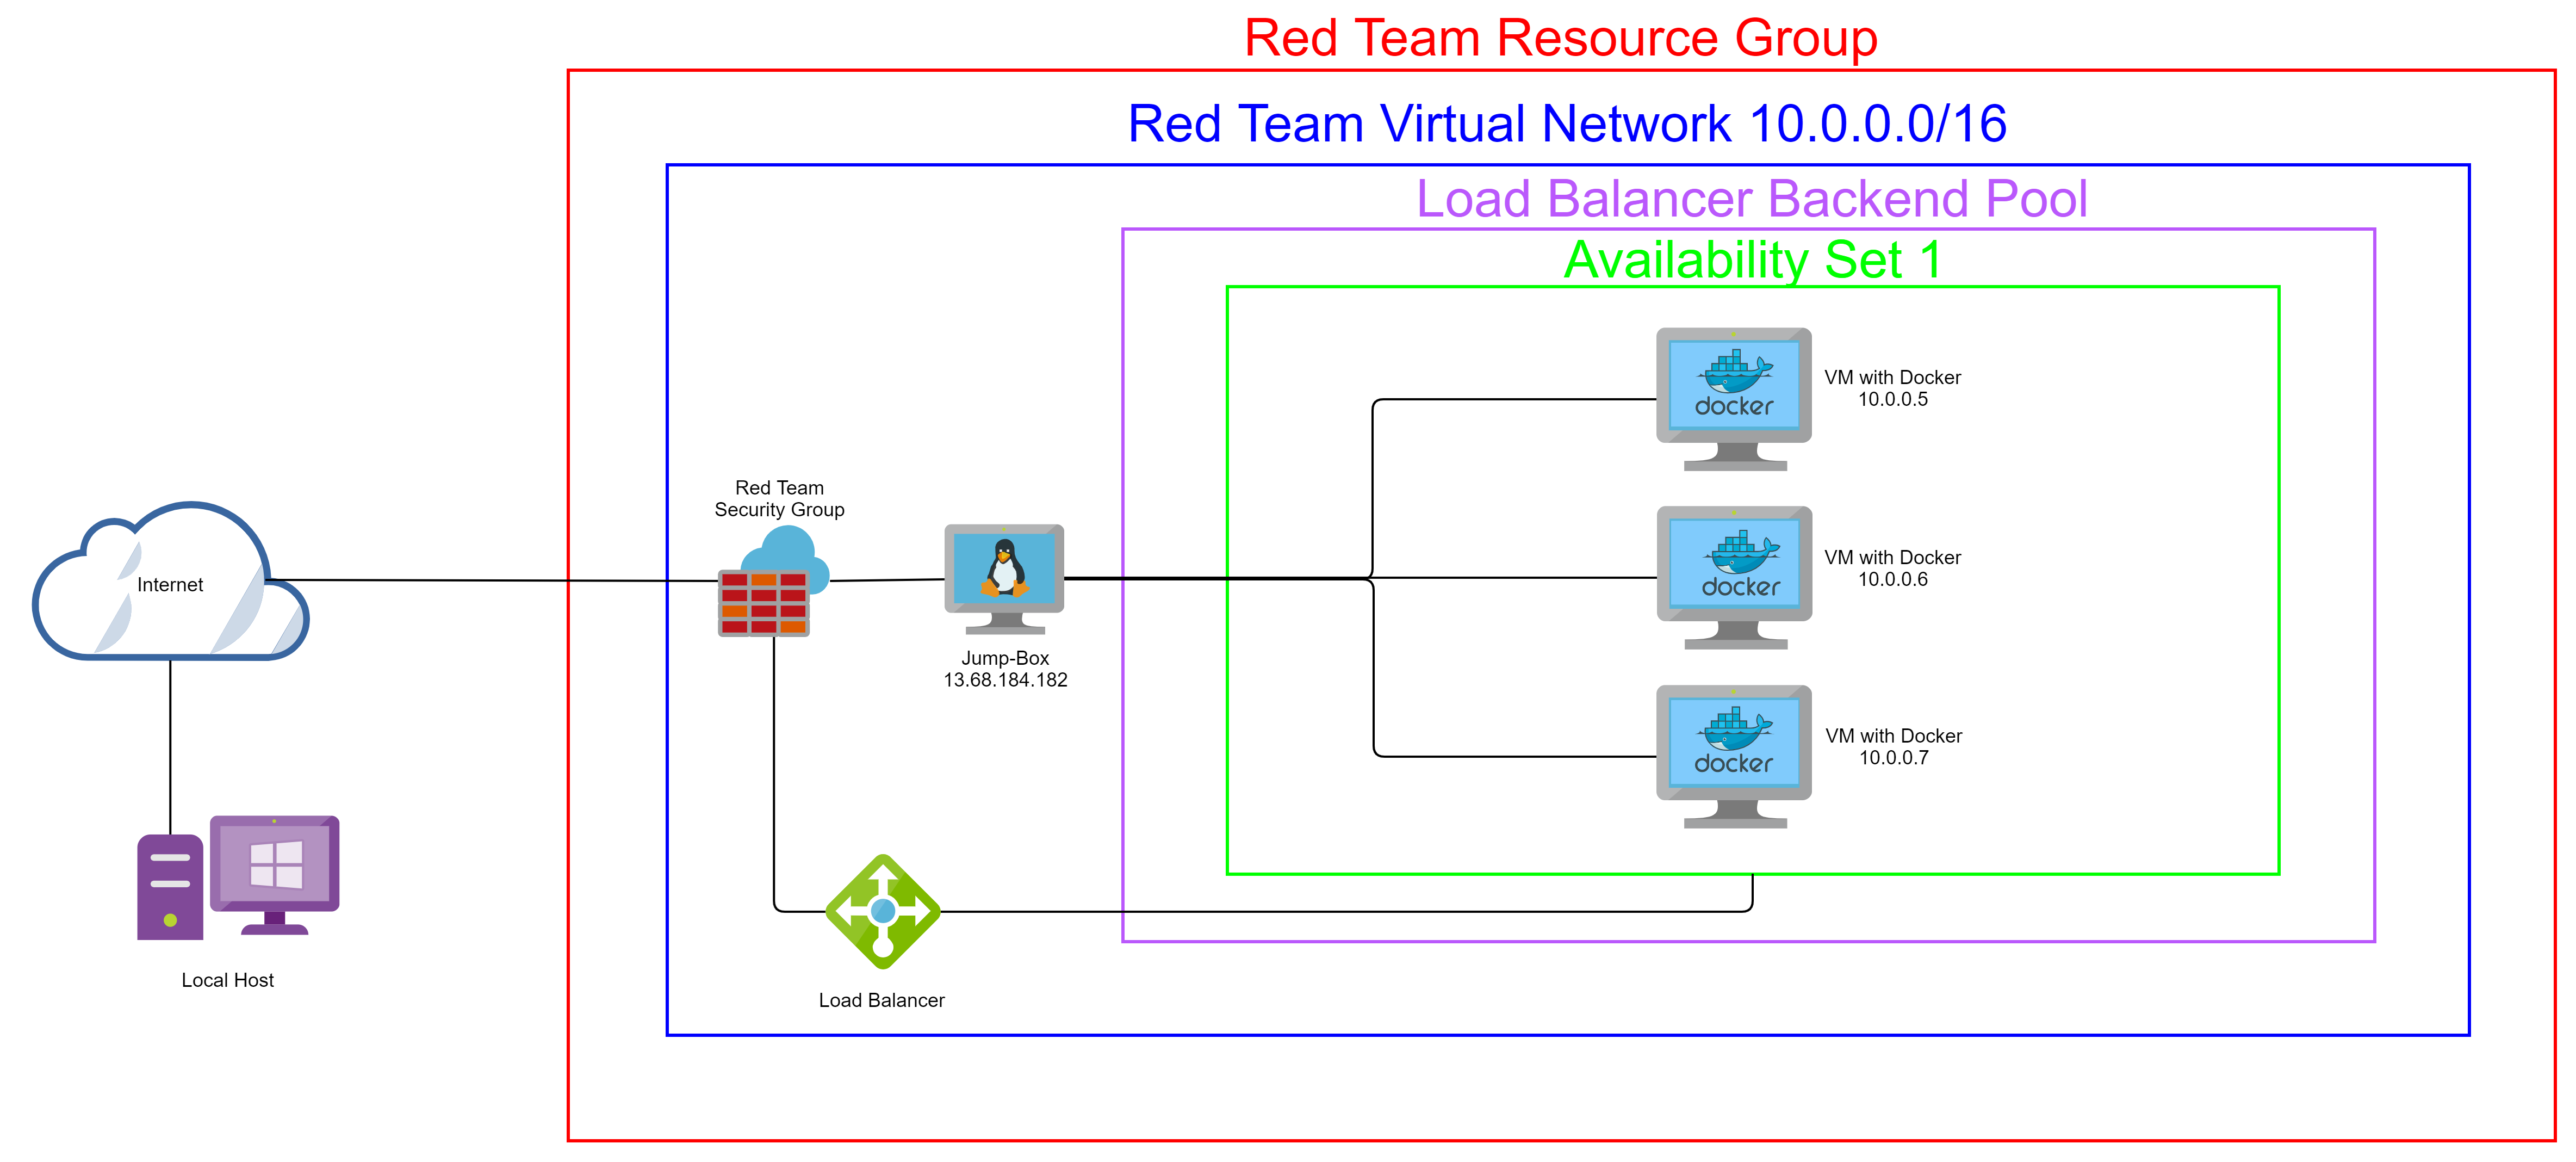 Red Team Resource Group
Red Team Virtual Network 10.0.0.0/16
Load Balancer Backend Pool
Availability Set 1
docker
VM with Docker
10.0.0.5
Red Team
Security Group
Internet
docker
VM with Docker
10.0.0.6
Jump-Box
13.68.184.182
docker
VM with Docker
10.0.0.7
Local Host
Load Balancer